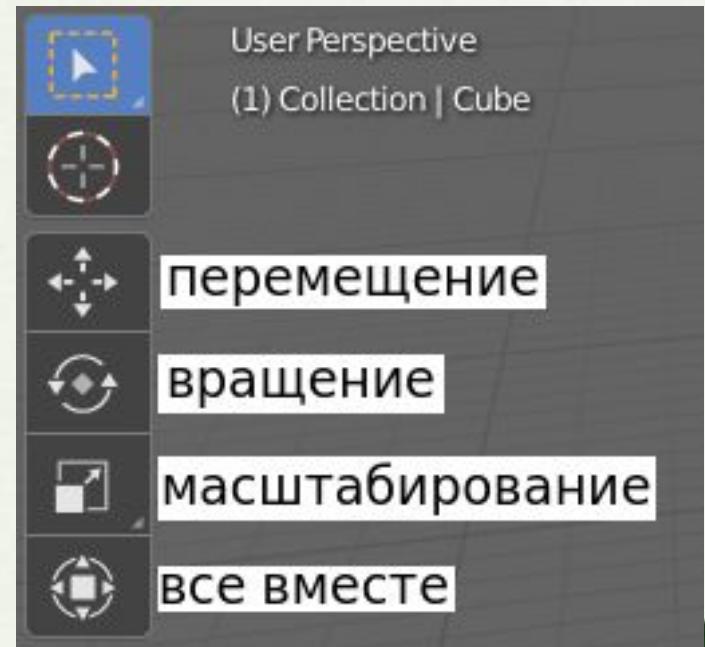 User Perspective
(1) Collection | Cube
перемещение
вращение
масштабирование
все вместе